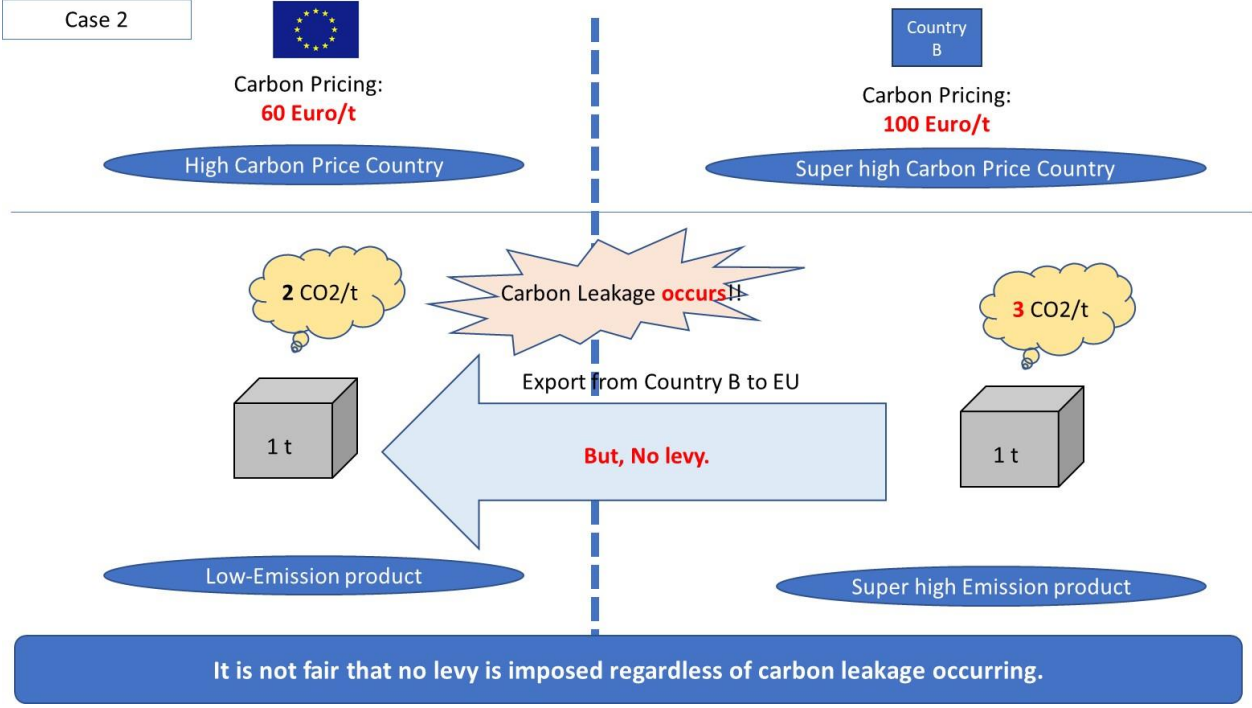 Case 2
Carbon Pricing:
60 Euro/t
High Carbon Price Country
Country
B
Carbon Pricing:
100 Euro/t
Super high Carbon Price Country
2 CO2/t
Carbon Leakage occurs!!
3 CO2/t
Export from Country B to EU
1 t
But, No levy.
1 t
Low-Emission product
Super high Emission product
It is not fair that no levy is imposed regardless of carbon leakage occurring.